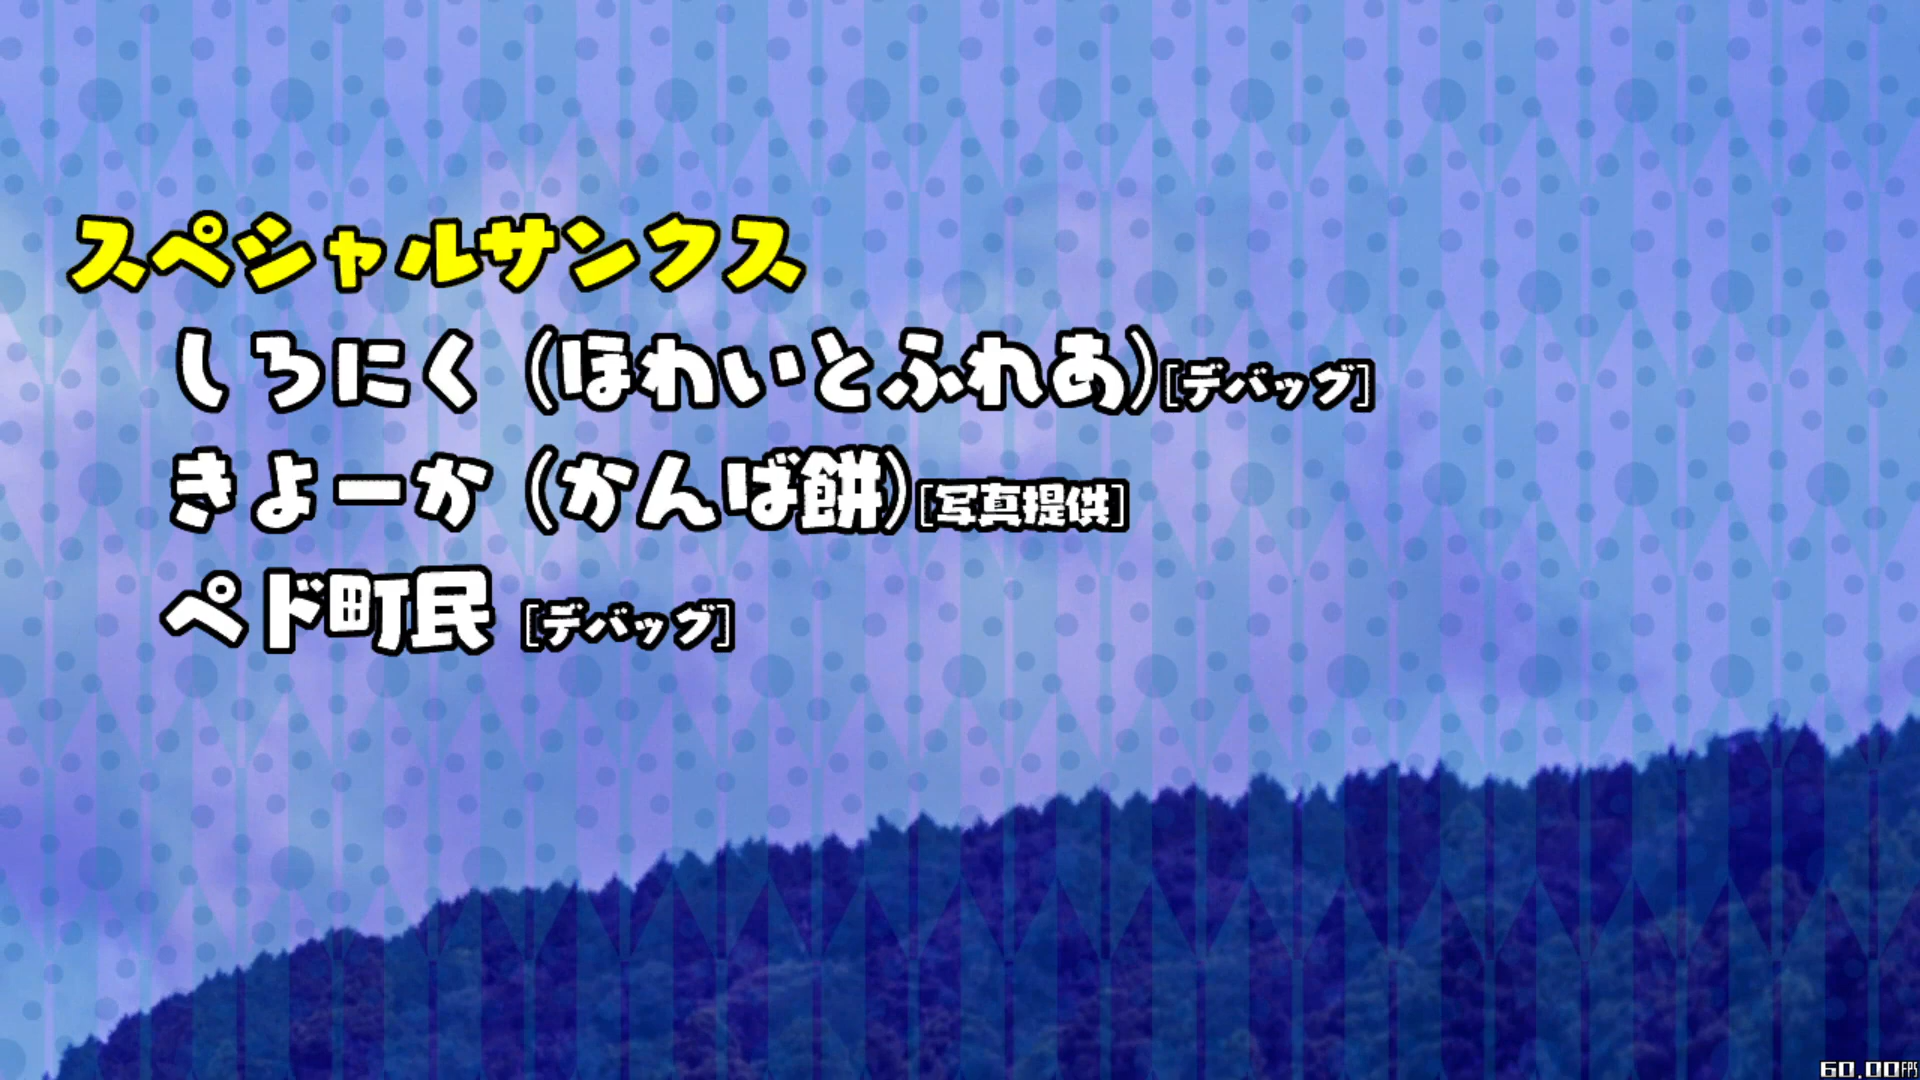 スペシャルサンクス
しろにく (ほわいとふれあ)[デバッグ]
きょーか (かんば餅)[写真提供]
ペド町民 [デバッグ]
60.00FPS